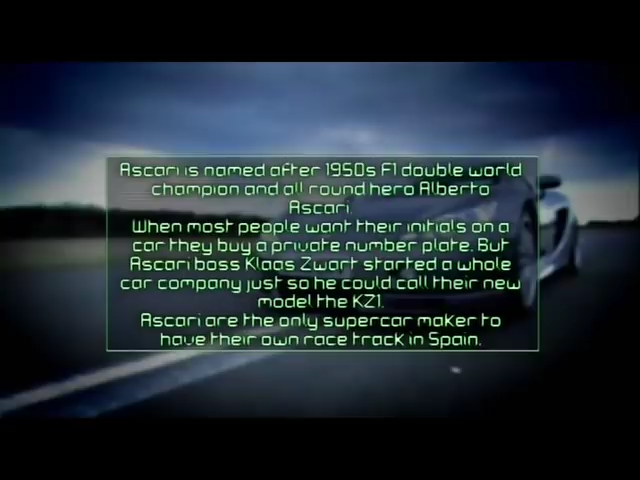 Ascari is named after 1950s F1 double world
champion and all round hero Alberto
Ascari.
When most people want their initials on a
car they buy a private number plate. But
Ascari boss Klaas Zwart started a whole
car company just so he could call their new
model the KZ1.
Ascari are the only supercar maker to
have their own race track in Spain.